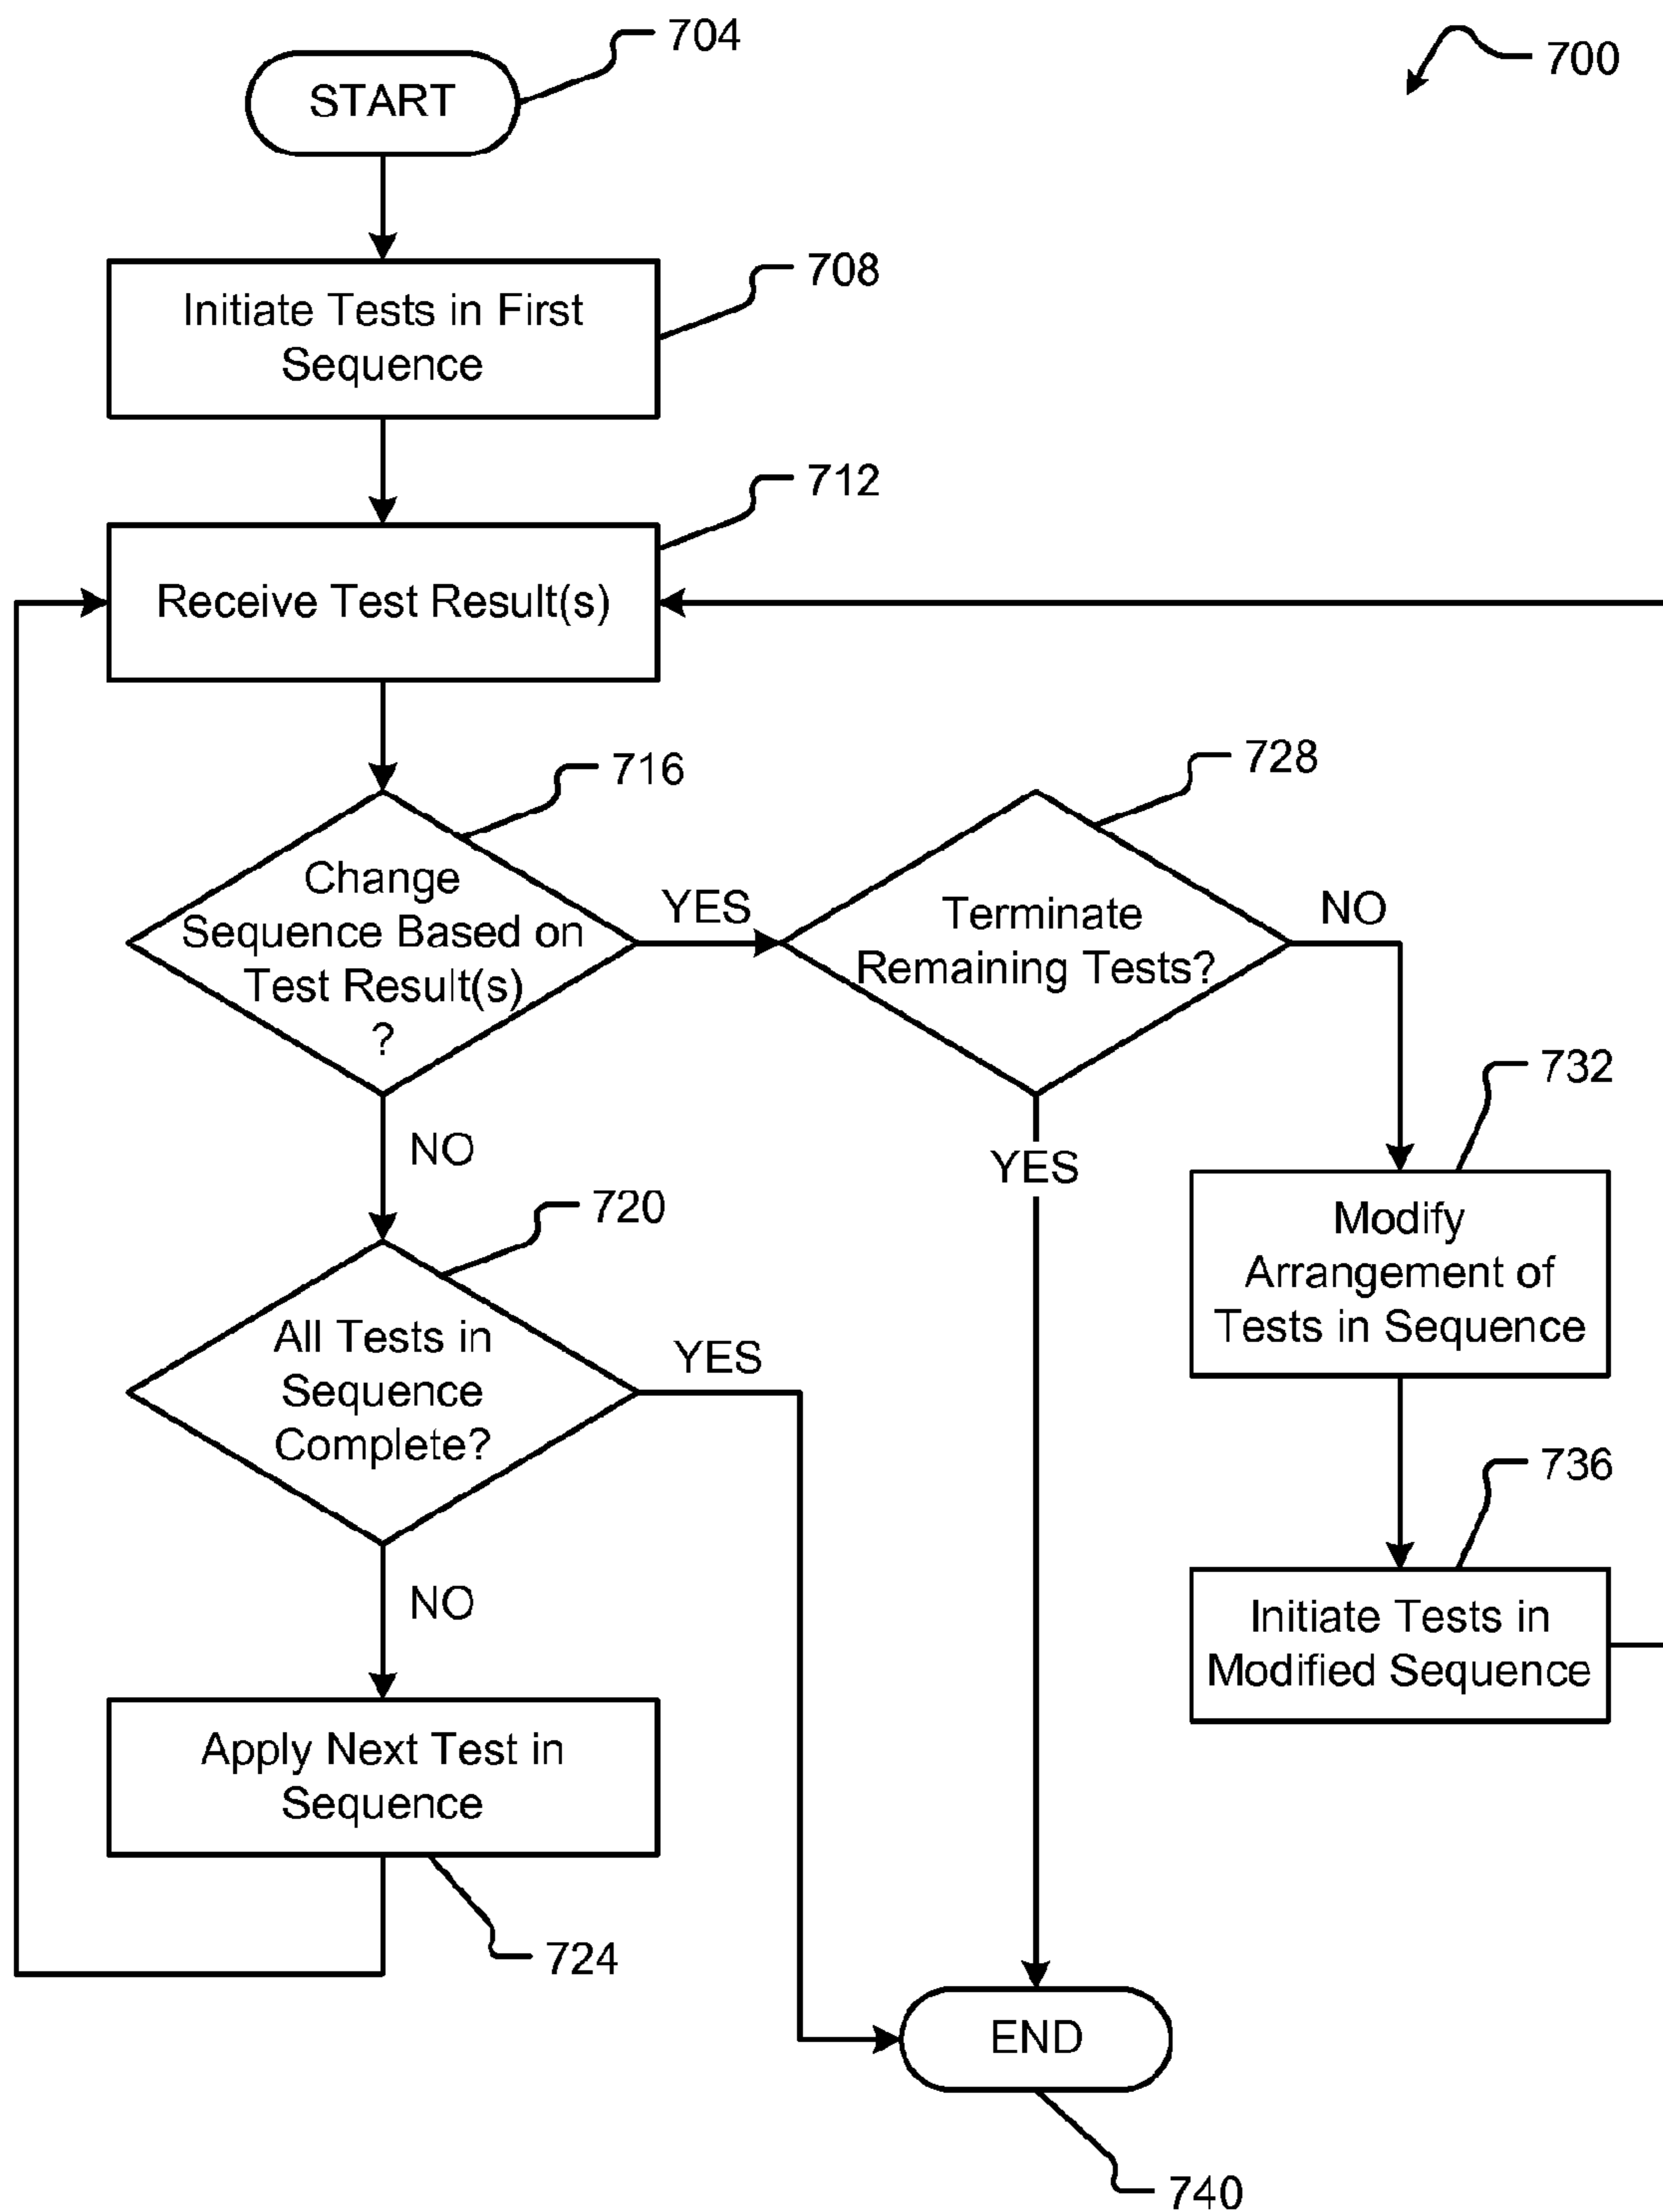 704
700
START
708
Initiate Tests in First
Sequence
712
Receive Test Result(s)
716
728
Change
Sequence Based on
Test Result(s)
?
YES
Terminate
Remaining Tests?
NO
732
NO
YES
720
Modify
Arrangement of
Tests in Sequence
All Tests in
Sequence
Complete?
YES
736
NO
Initiate Tests in
Modified Sequence
Apply Next Test in
Sequence
724
END
740